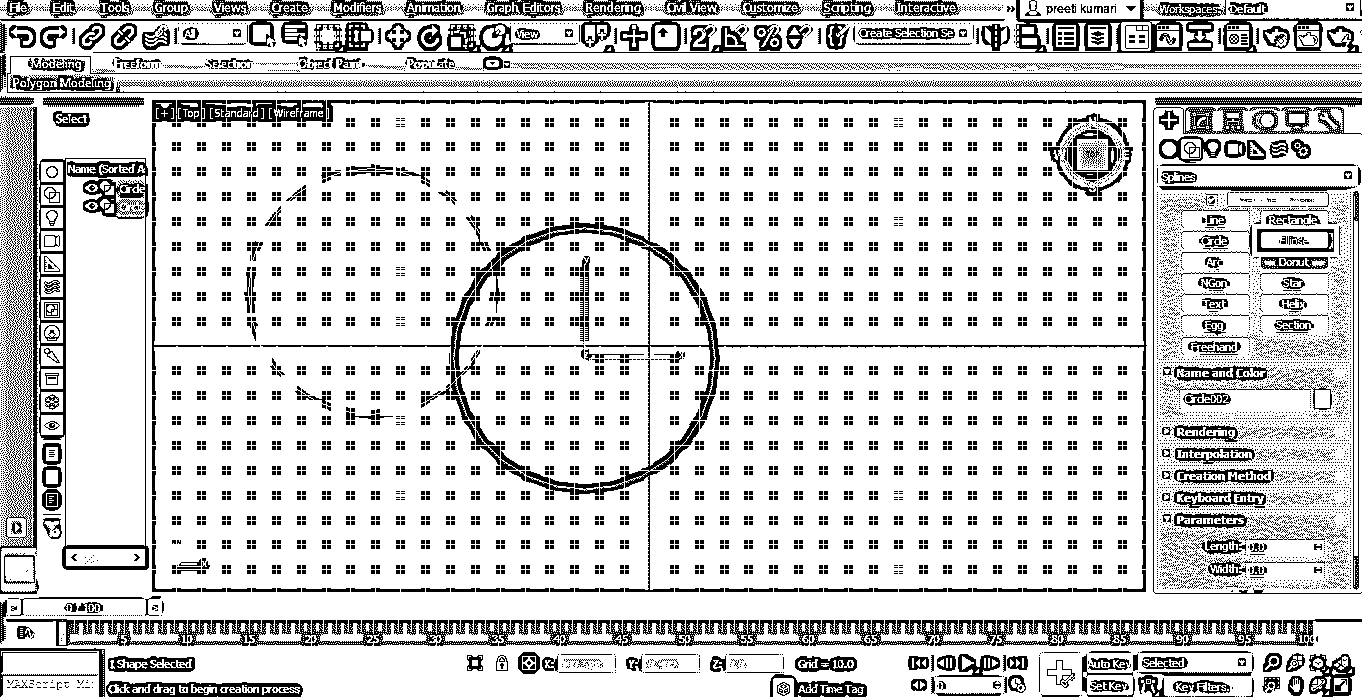 File Edit Tools Group Views Create Modifiers Animation Graph Editors Rendering Civil View Customize Scripting Interactive » preeti kumari Workspaces: Default
All View Create Selection Se
Modeling Freeform Selection Object Paint Populate
Polygon Modeling
Select
[+] [Top] [Standard] [Wireframe]
Name (Sorted A
Circle
Splines
Line Rectangle
Circle Ellipse
Arc Donut
NGon Star
Text Helix
Egg Section
Freehand
Name and Color
Circle002
Rendering
Interpolation
Creation Method
Keyboard Entry
Parameters
Length: 0.0
Width: 0.0
0 / 100
5 10 15 20 25 30 35 40 45 50 55 60 65 70 75 80 85 90 95 100
1 Shape Selected X: Y: Z: Grid = 10.0 Auto Key Selected
MAXScript Mi Click and drag to begin creation process Add Time Tag 0 Set Key Key Filters...